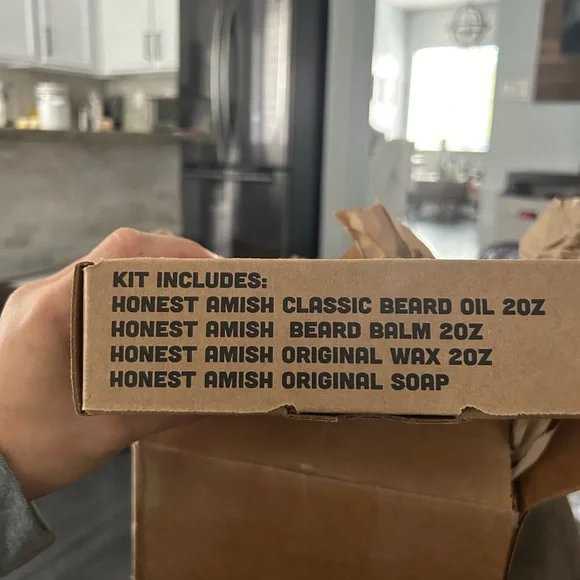 KIT INCLUDES:
HONEST AMISH CLASSIC BEARD OIL 2OZ
HONEST AMISH BEARD BALM 2OZ
HONEST AMISH ORIGINAL WAX 2OZ
HONEST AMISH ORIGINAL SOAP